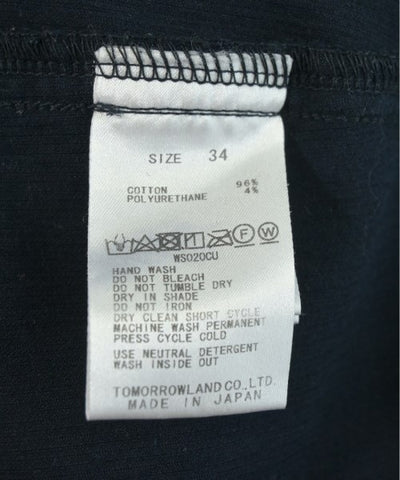 SIZE 34
COTTON 96%
POLYURETHANE 4%
F W
WS020CU
HAND WASH
DO NOT BLEACH
DO NOT TUMBLE DRY
DRY IN SHADE
DO NOT IRON
DRY CLEAN SHORT CYCLE
MACHINE WASH PERMANENT
PRESS CYCLE COLD
USE NEUTRAL DETERGENT
WASH INSIDE OUT
TOMORROWLAND CO., LTD.
MADE IN JAPAN